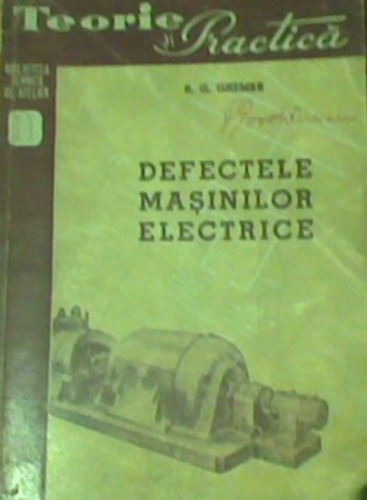 Teorie și Practică
BIBLIOTECA
TEHNICĂ
DE ATELIER
DEFECTELE
MAȘINILOR
ELECTRICE